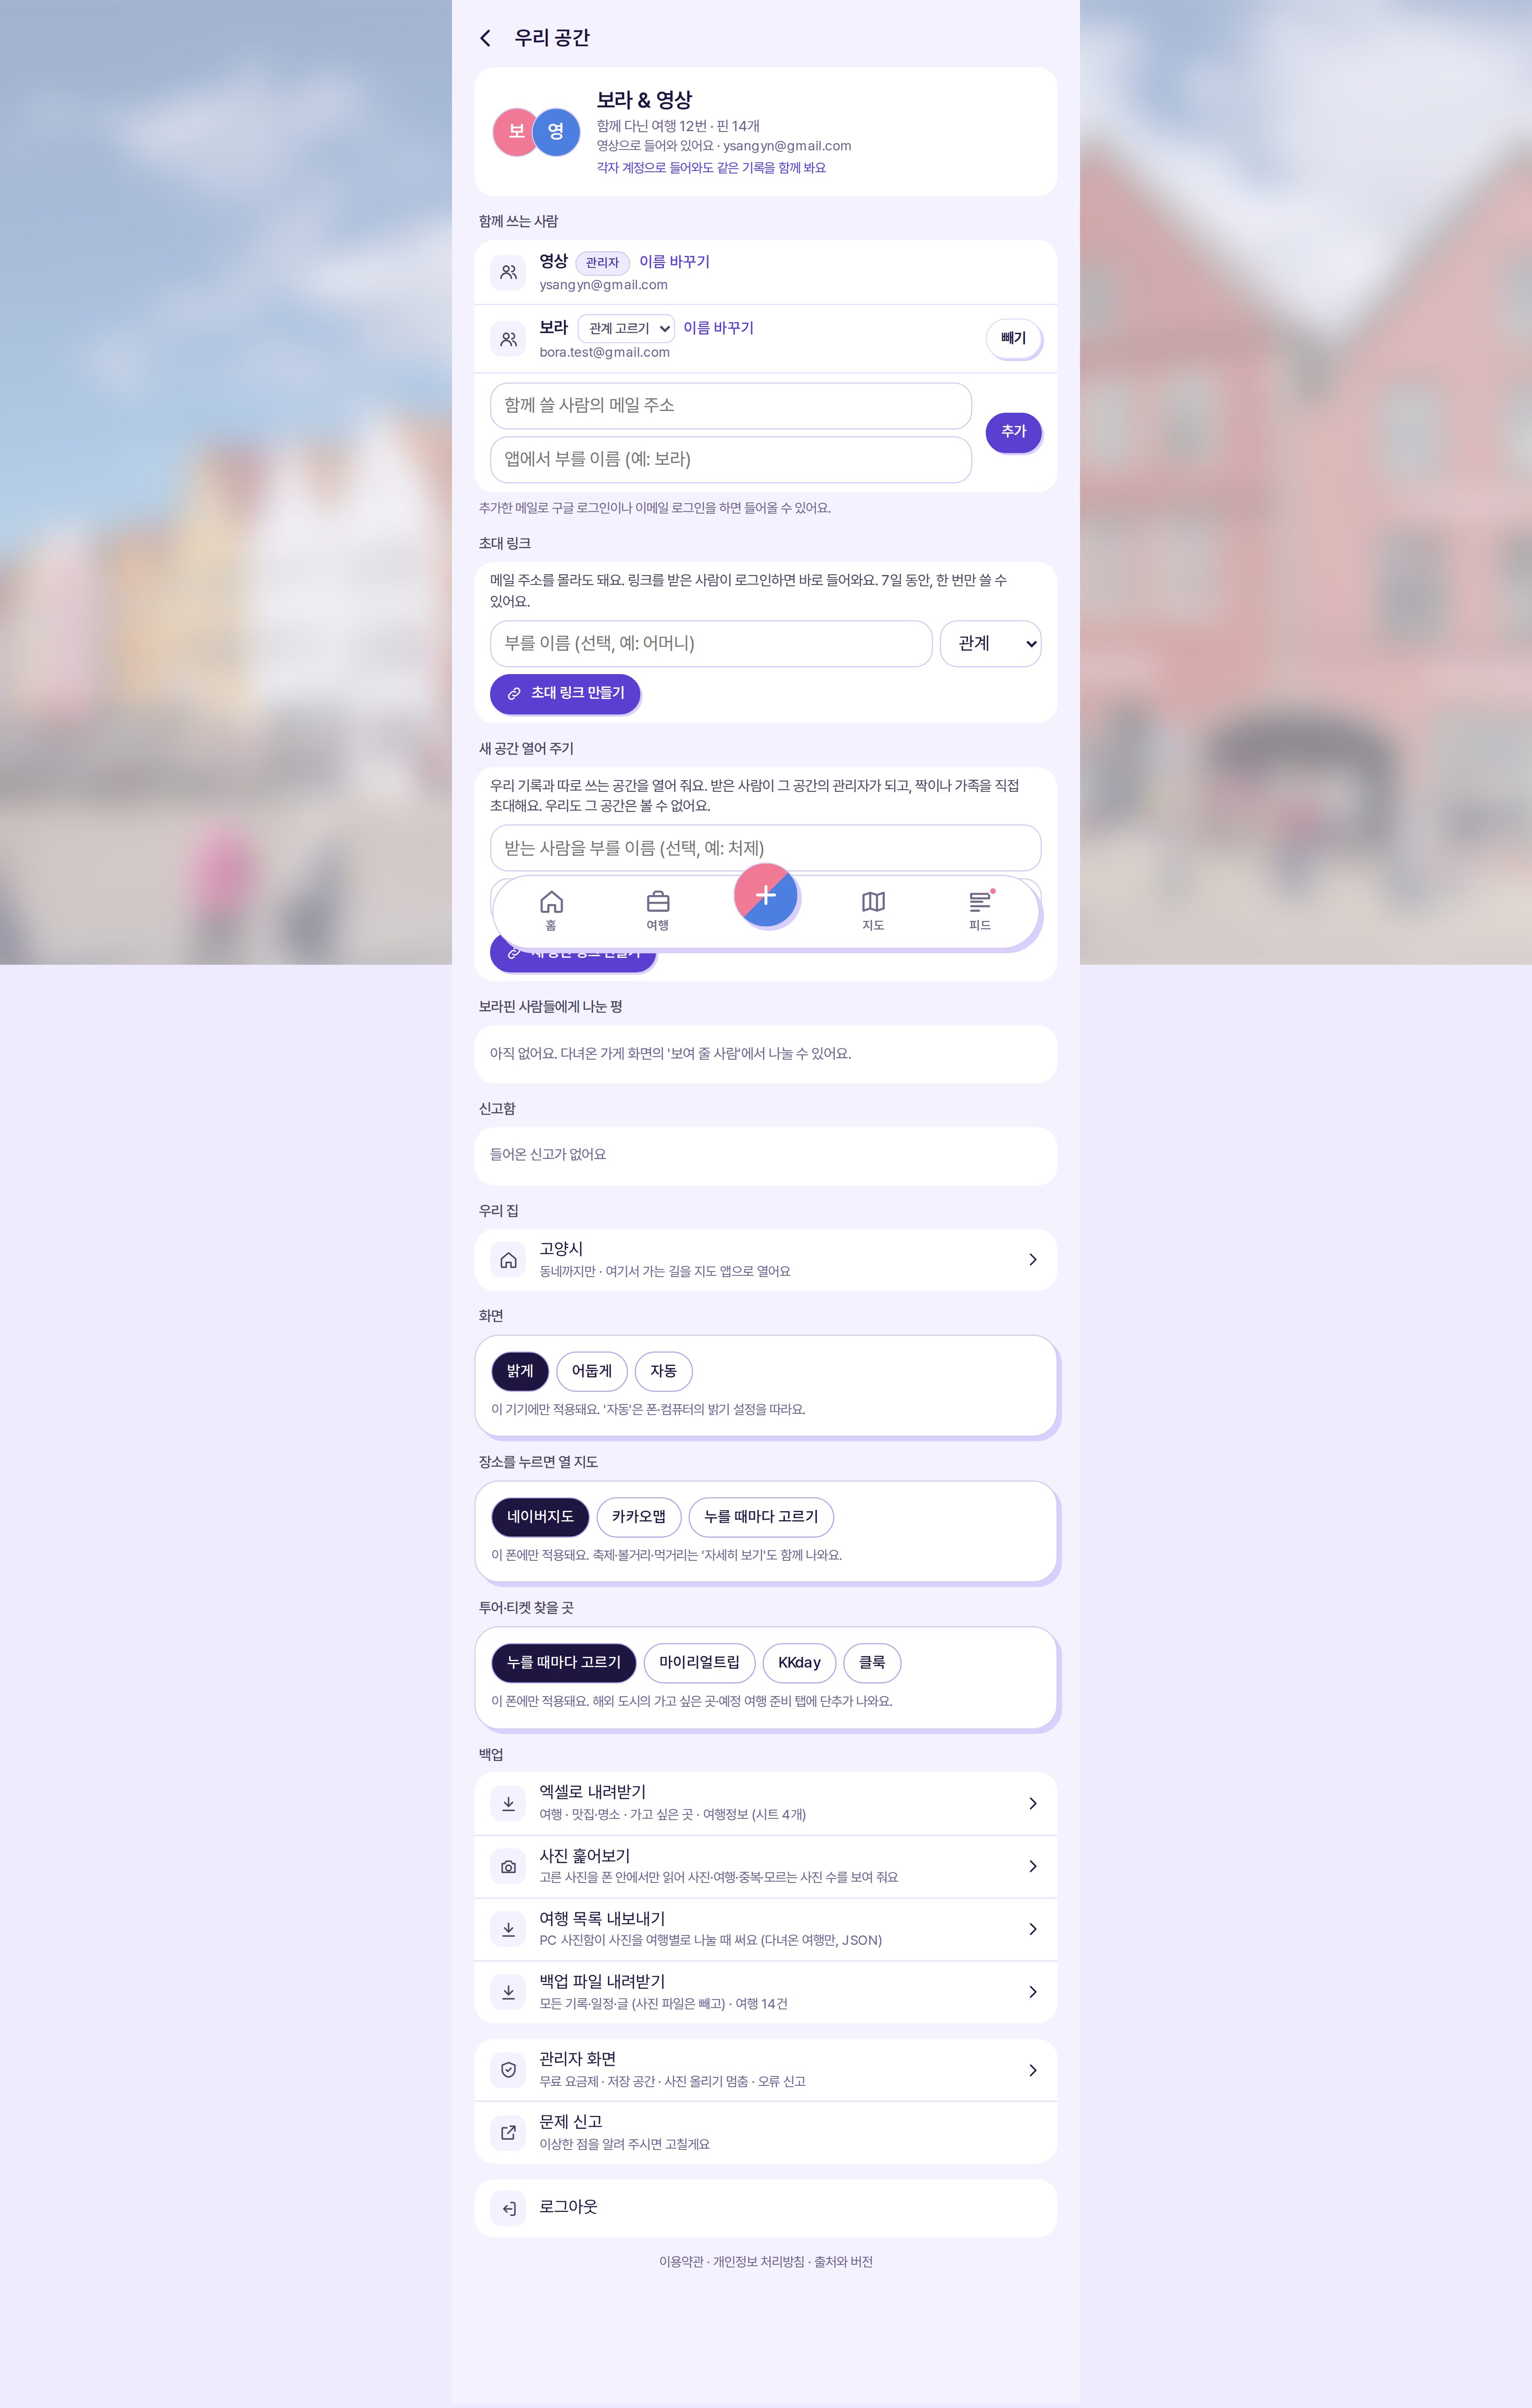 우리 공간
보
영
보라 & 영상
함께 다닌 여행 12번 · 핀 14개
영상으로 들어와 있어요 · ysangyn@gmail.com
각자 계정으로 들어와도 같은 기록을 함께 봐요
함께 쓰는 사람
영상 관리자 이름 바꾸기
ysangyn@gmail.com
보라 관계 고르기 이름 바꾸기
bora.test@gmail.com
빼기
함께 쓸 사람의 메일 주소
앱에서 부를 이름 (예: 보라)
추가
추가한 메일로 구글 로그인이나 이메일 로그인을 하면 들어올 수 있어요.
초대 링크
메일 주소를 몰라도 돼요. 링크를 받은 사람이 로그인하면 바로 들어와요. 7일 동안, 한 번만 쓸 수
있어요.
부를 이름 (선택, 예: 어머니) 관계
초대 링크 만들기
새 공간 열어 주기
우리 기록과 따로 쓰는 공간을 열어 줘요. 받은 사람이 그 공간의 관리자가 되고, 짝이나 가족을 직접
초대해요. 우리도 그 공간은 볼 수 없어요.
받는 사람을 부를 이름 (선택, 예: 처제)
홈 여행 지도 피드
보라핀 사람들에게 나눈 평
아직 없어요. 다녀온 가게 화면의 '보여 줄 사람'에서 나눌 수 있어요.
신고함
들어온 신고가 없어요
우리 집
고양시
동네까지만 · 여기서 가는 길을 지도 앱으로 열어요
화면
밝게 어둡게 자동
이 기기에만 적용돼요. '자동'은 폰·컴퓨터의 밝기 설정을 따라요.
장소를 누르면 열 지도
네이버지도 카카오맵 누를 때마다 고르기
이 폰에만 적용돼요. 축제·볼거리·먹거리는 '자세히 보기'도 함께 나와요.
투어·티켓 찾을 곳
누를 때마다 고르기 마이리얼트립 KKday 클룩
이 폰에만 적용돼요. 해외 도시의 가고 싶은 곳·예정 여행 준비 탭에 단추가 나와요.
백업
엑셀로 내려받기
여행 · 맛집·명소 · 가고 싶은 곳 · 여행정보 (시트 4개)
사진 훑어보기
고른 사진을 폰 안에서만 읽어 사진·여행·중복·모르는 사진 수를 보여 줘요
여행 목록 내보내기
PC 사진함이 사진을 여행별로 나눌 때 써요 (다녀온 여행만, JSON)
백업 파일 내려받기
모든 기록·일정·글 (사진 파일은 빼고) · 여행 14건
관리자 화면
무료 요금제 · 저장 공간 · 사진 올리기 멈춤 · 오류 신고
문제 신고
이상한 점을 알려 주시면 고칠게요
로그아웃
이용약관 · 개인정보 처리방침 · 출처와 버전